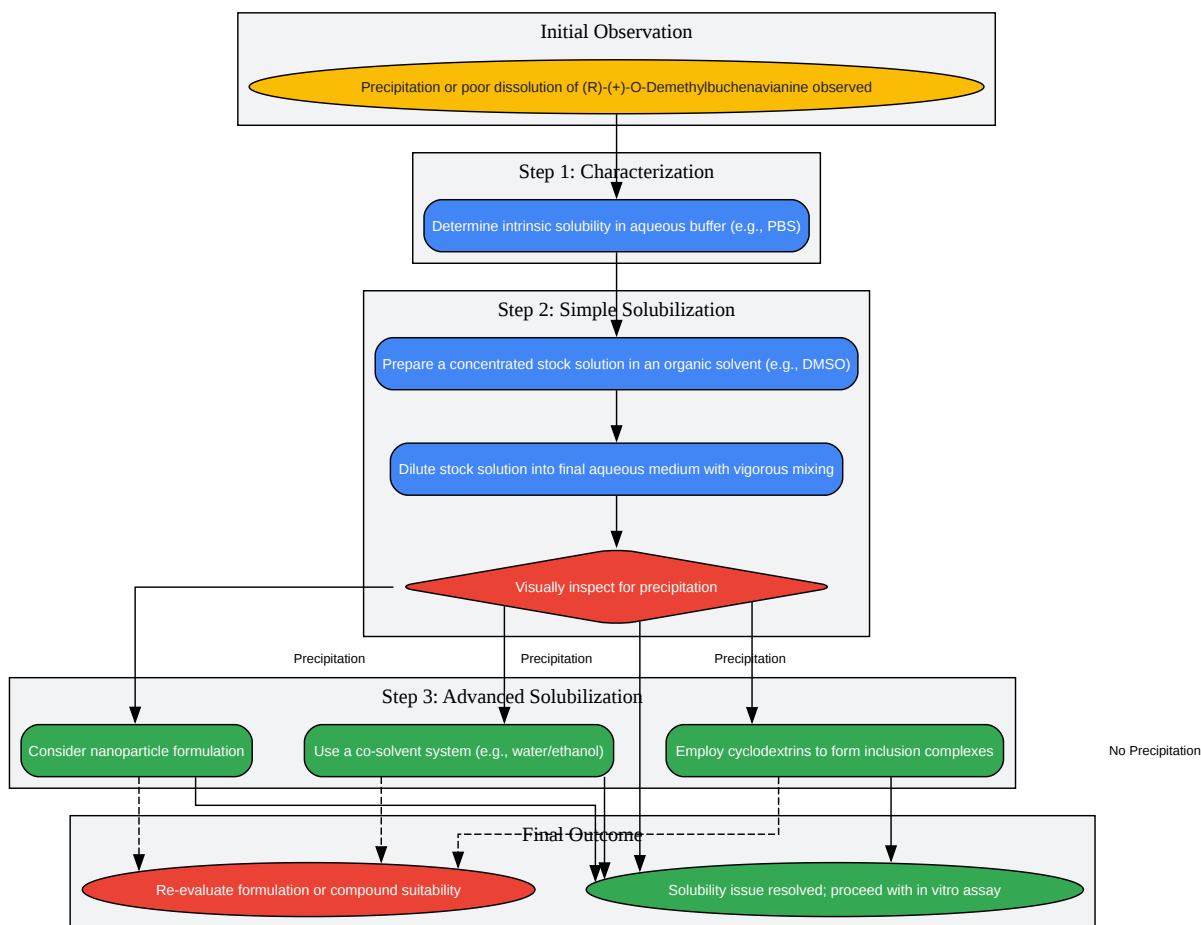 Initial Observation
Precipitation or poor dissolution of (R)-(+)-O-Demethylbuchenavianine observed
Step 1: Characterization
Determine intrinsic solubility in aqueous buffer (e.g., PBS)
Step 2: Simple Solubilization
Prepare a concentrated stock solution in an organic solvent (e.g., DMSO)
Dilute stock solution into final aqueous medium with vigorous mixing
Visually inspect for precipitation
Precipitation
Precipitation
Precipitation
Step 3: Advanced Solubilization
Consider nanoparticle formulation
Use a co-solvent system (e.g., water/ethanol)
Employ cyclodextrins to form inclusion complexes
No Precipitation
Final Outcome
Re-evaluate formulation or compound suitability
Solubility issue resolved; proceed with in vitro assay